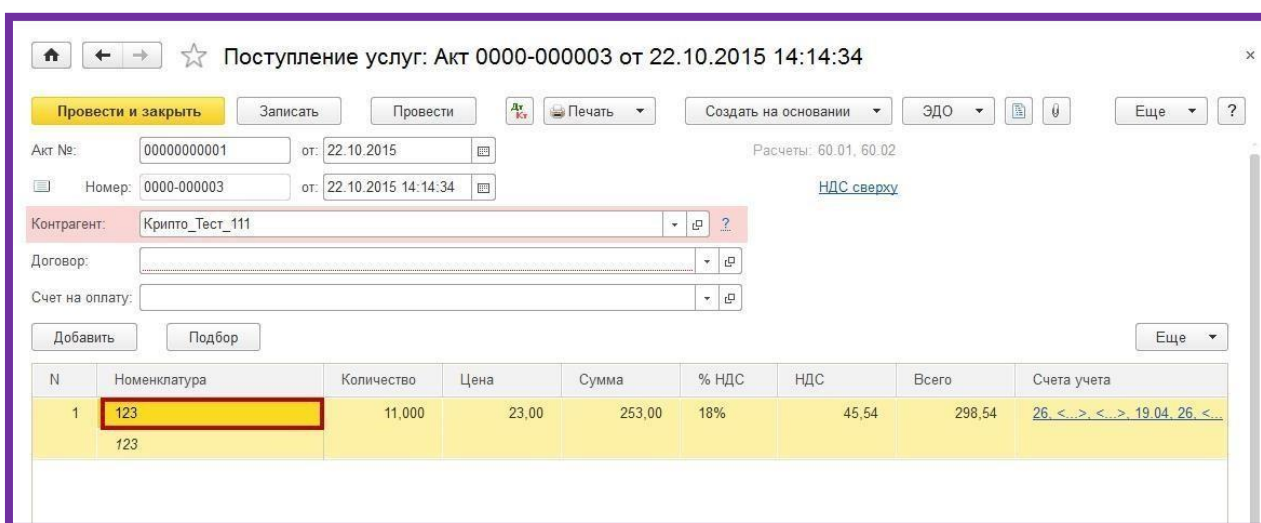 Поступление услуг: Акт 0000-000003 от 22.10.2015 14:14:34
Провести и закрыть Записать Провести Дт Кт Печать Создать на основании ЭДО Еще ?
Акт №: 00000000001 от: 22.10.2015 Расчеты: 60.01, 60.02
Номер: 0000-000003 от: 22.10.2015 14:14:34 НДС сверху
Контрагент: Крипто_Тест_111 ?
Договор:
Счет на оплату:
Добавить Подбор Еще
N Номенклатура Количество Цена Сумма % НДС НДС Всего Счета учета
1 123 11,000 23,00 253,00 18% 45,54 298,54 26, <...>, <...>, 19.04, 26, <...
123